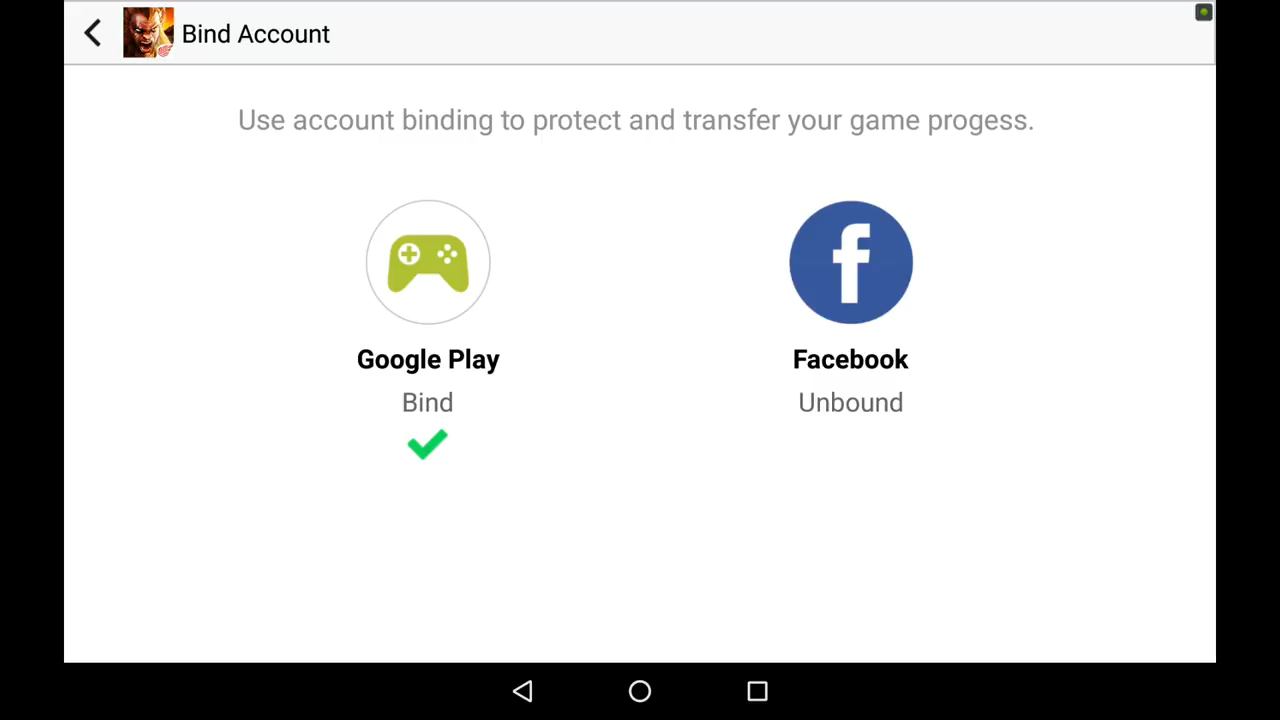 Bind Account
Use account binding to protect and transfer your game progess.
Google Play
Facebook
Bind
Unbound